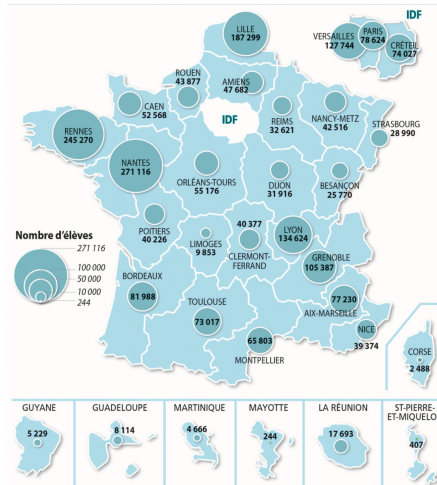 LILLE
187 299
IDF
VERSAILLES
127 744
PARIS
78 624
CRÉTEIL
74 027
ROUEN
43 877
AMIENS
47 682
CAEN
52 568
IDF
REIMS
32 621
NANCY-METZ
42 516
STRASBOURG
28 990
RENNES
245 270
NANTES
271 116
ORLÉANS-TOURS
55 176
DIJON
31 916
BESANÇON
25 770
POITIERS
40 226
LIMOGES
9 853
40 377
CLERMONT-
FERRAND
LYON
134 624
GRENOBLE
105 387
Nombre d'élèves
271 116
100 000
50 000
10 000
244
BORDEAUX
81 988
TOULOUSE
73 017
65 803
MONTPELLIER
77 230
AIX-MARSEILLE
NICE
39 374
CORSE
2 488
GUYANE
5 229
GUADELOUPE
8 114
MARTINIQUE
4 666
MAYOTTE
244
LA RÉUNION
17 693
ST-PIERRE-
ET-MIQUELO
407